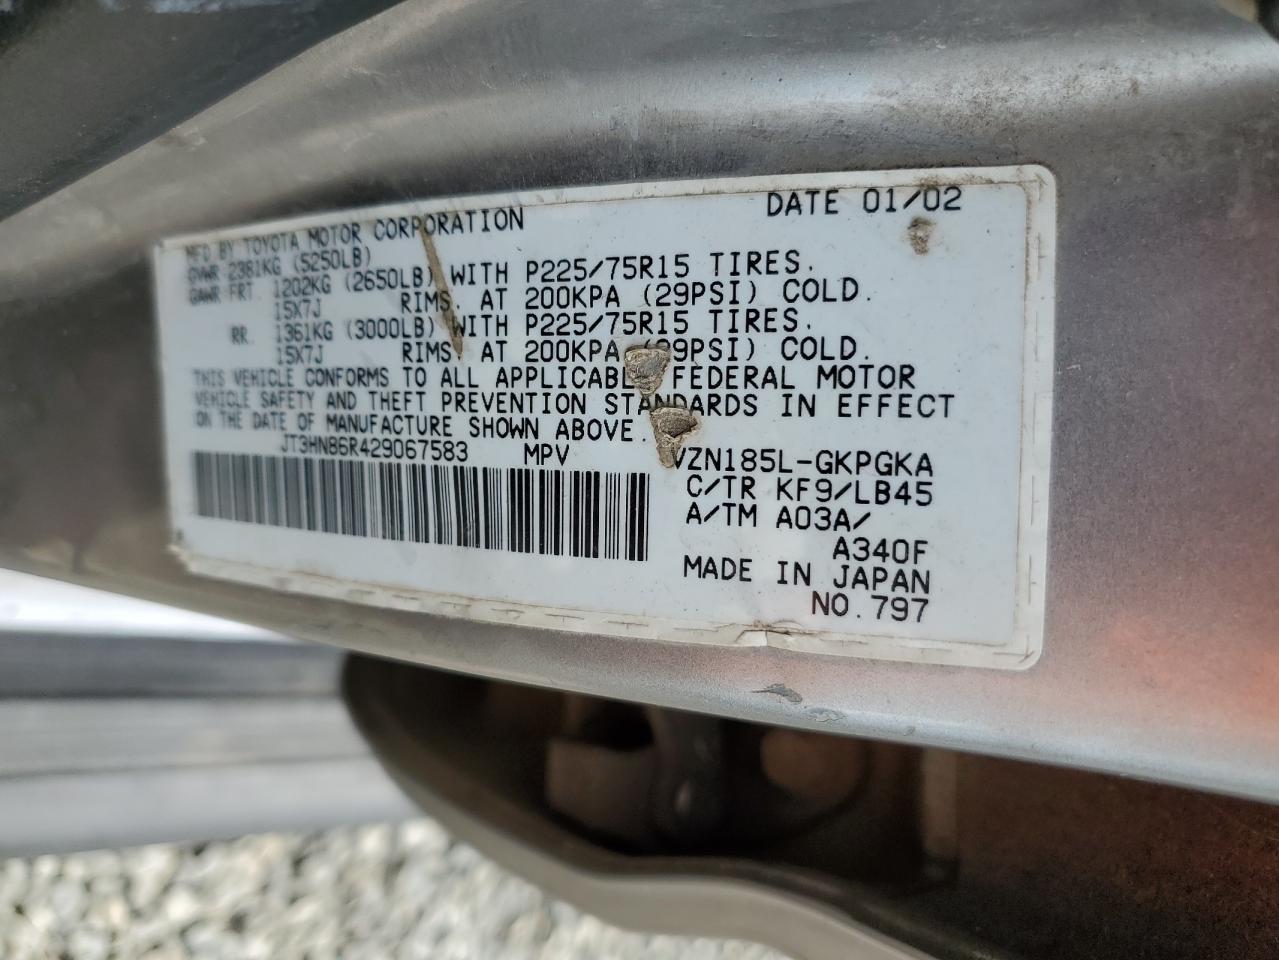 MFD BY TOYOTA MOTOR CORPORATION DATE 01/02
GVWR 2381KG (5250LB)
GAWR FRT. 1202KG (2650LB) WITH P225/75R15 TIRES.
15X7J RIMS. AT 200KPA (29PSI) COLD.
RR. 1361KG (3000LB) WITH P225/75R15 TIRES.
15X7J RIMS. AT 200KPA (29PSI) COLD.
THIS VEHICLE CONFORMS TO ALL APPLICABLE FEDERAL MOTOR
VEHICLE SAFETY AND THEFT PREVENTION STANDARDS IN EFFECT
ON THE DATE OF MANUFACTURE SHOWN ABOVE.
JT3HN86R429067583 MPV VZN185L-GKPGKA
C/TR KF9/LB45
A/TM A03A/
A340F
MADE IN JAPAN
NO.797